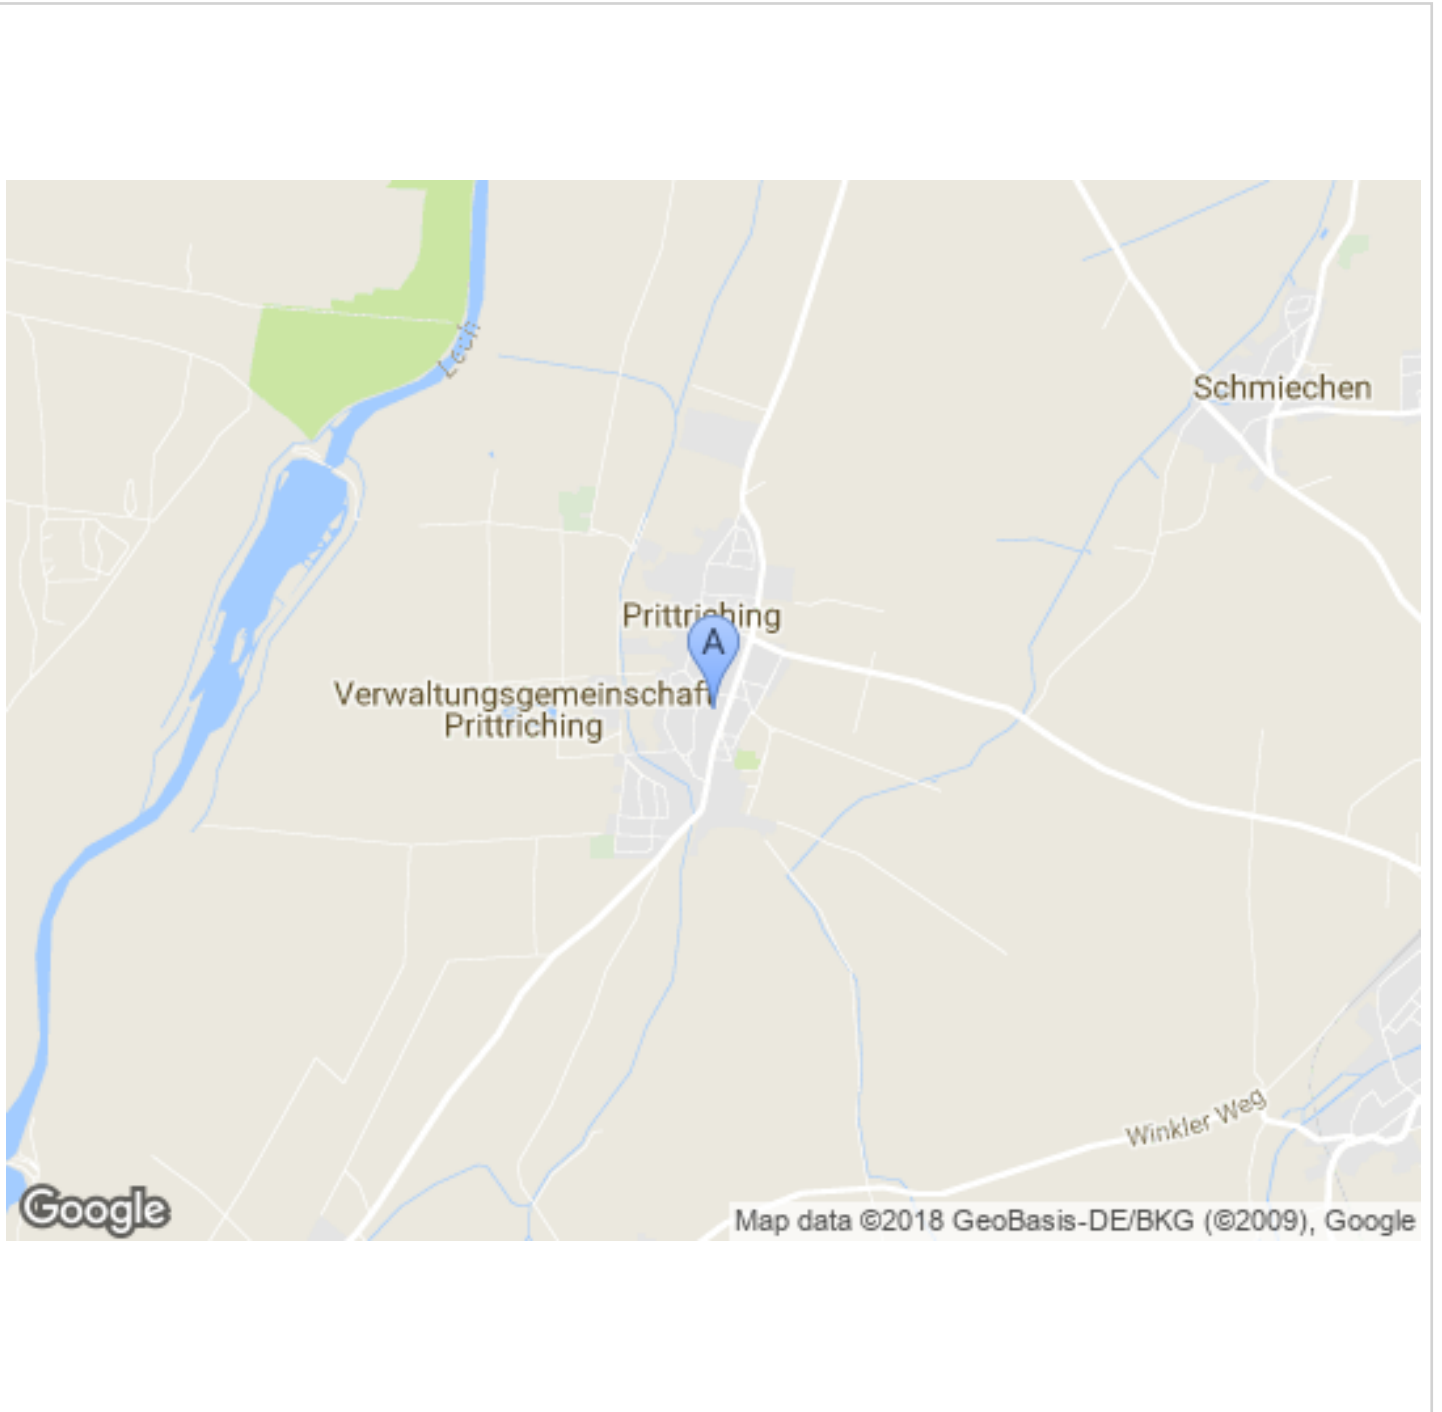 Lech
Schmiechen
Prittriching
A
Verwaltungsgemeinschaft
Prittriching
Winkler Weg
Google
Map data ©2018 GeoBasis-DE/BKG (©2009), Google